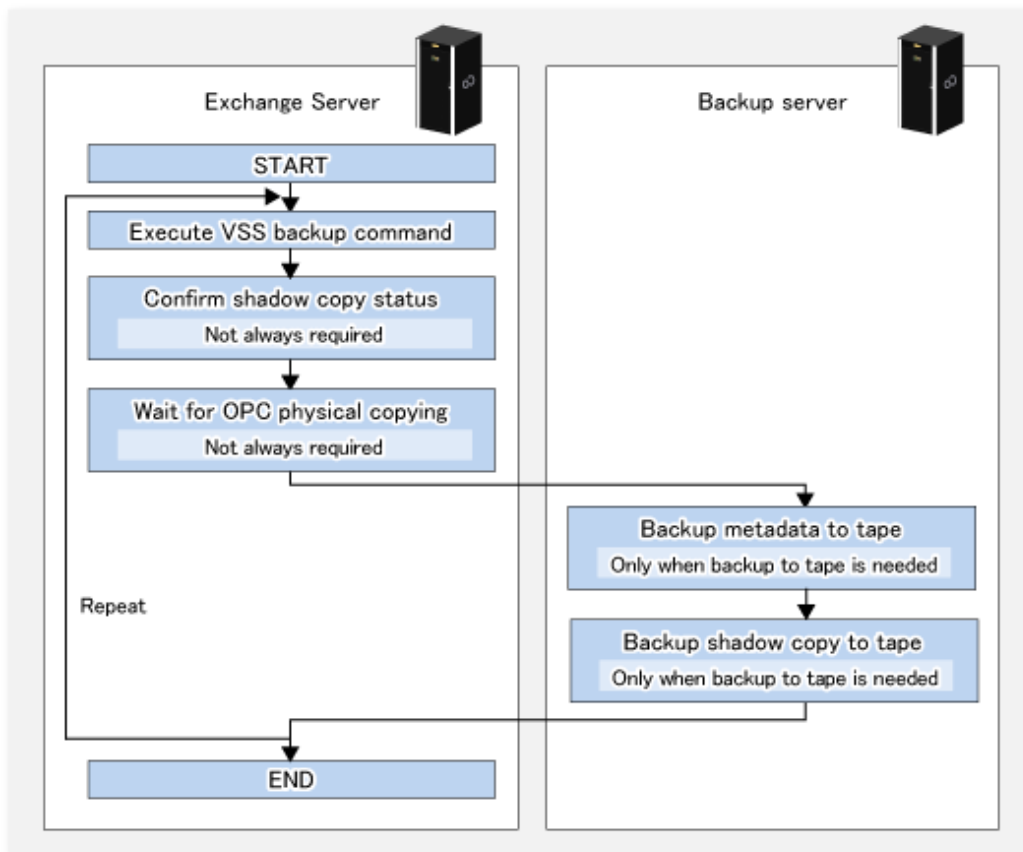 Exchange Server
Backup server
START
Execute VSS backup command
Confirm shadow copy status
Not always required
Wait for OPC physical copying
Not always required
Backup metadata to tape
Only when backup to tape is needed
Repeat
Backup shadow copy to tape
Only when backup to tape is needed
END